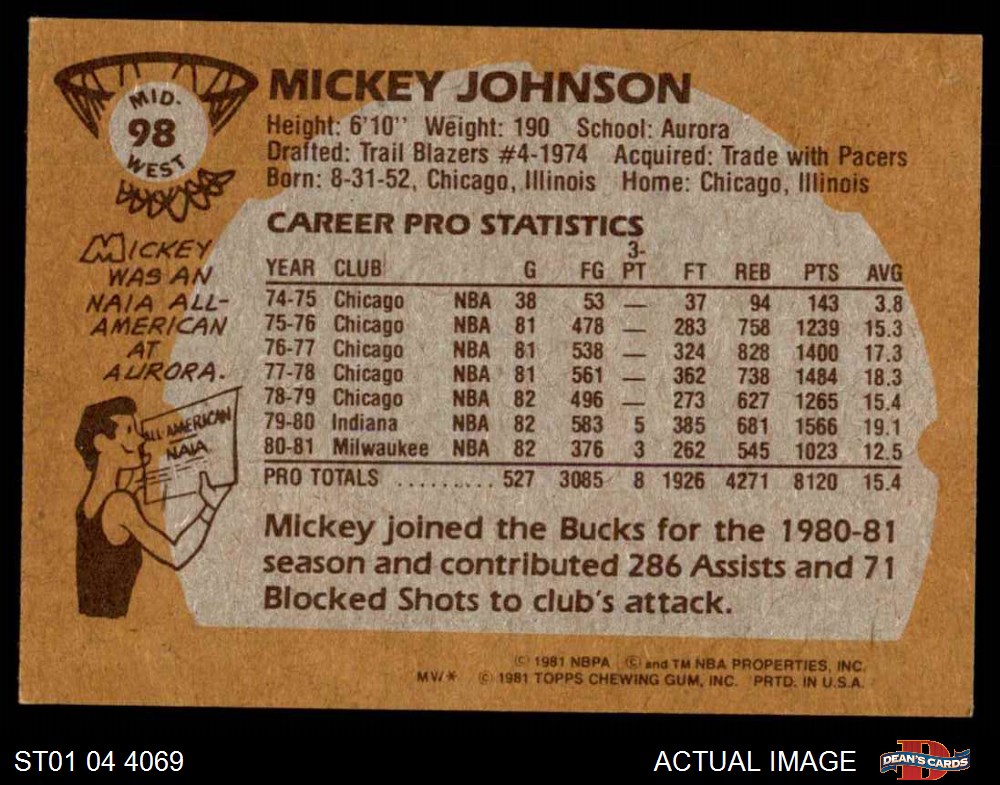 MID.
98
WEST
MICKEY JOHNSON
Height: 6'10" Weight: 190 School: Aurora
Drafted: Trail Blazers #4-1974 Acquired: Trade with Pacers
Born: 8-31-52, Chicago, Illinois Home: Chicago, Illinois
MICKEY
WAS AN
NAIA ALL-
AMERICAN
AT
AURORA.
ALL-AMERICAN
NAIA
CAREER PRO STATISTICS
YEAR CLUB G FG 3-PT FT REB PTS AVG
74-75 Chicago NBA 38 53 — 37 94 143 3.8
75-76 Chicago NBA 81 478 — 283 758 1239 15.3
76-77 Chicago NBA 81 538 — 324 828 1400 17.3
77-78 Chicago NBA 81 561 — 362 738 1484 18.3
78-79 Chicago NBA 82 496 — 273 627 1265 15.4
79-80 Indiana NBA 82 583 5 385 681 1566 19.1
80-81 Milwaukee NBA 82 376 3 262 545 1023 12.5
PRO TOTALS .......... 527 3085 8 1926 4271 8120 15.4
Mickey joined the Bucks for the 1980-81
season and contributed 286 Assists and 71
Blocked Shots to club's attack.
© 1981 NBPA © and TM NBA PROPERTIES, INC.
MW* © 1981 TOPPS CHEWING GUM, INC. PRTD. IN U.S.A.
ST01 04 4069
ACTUAL IMAGE
D
DEAN'S CARDS